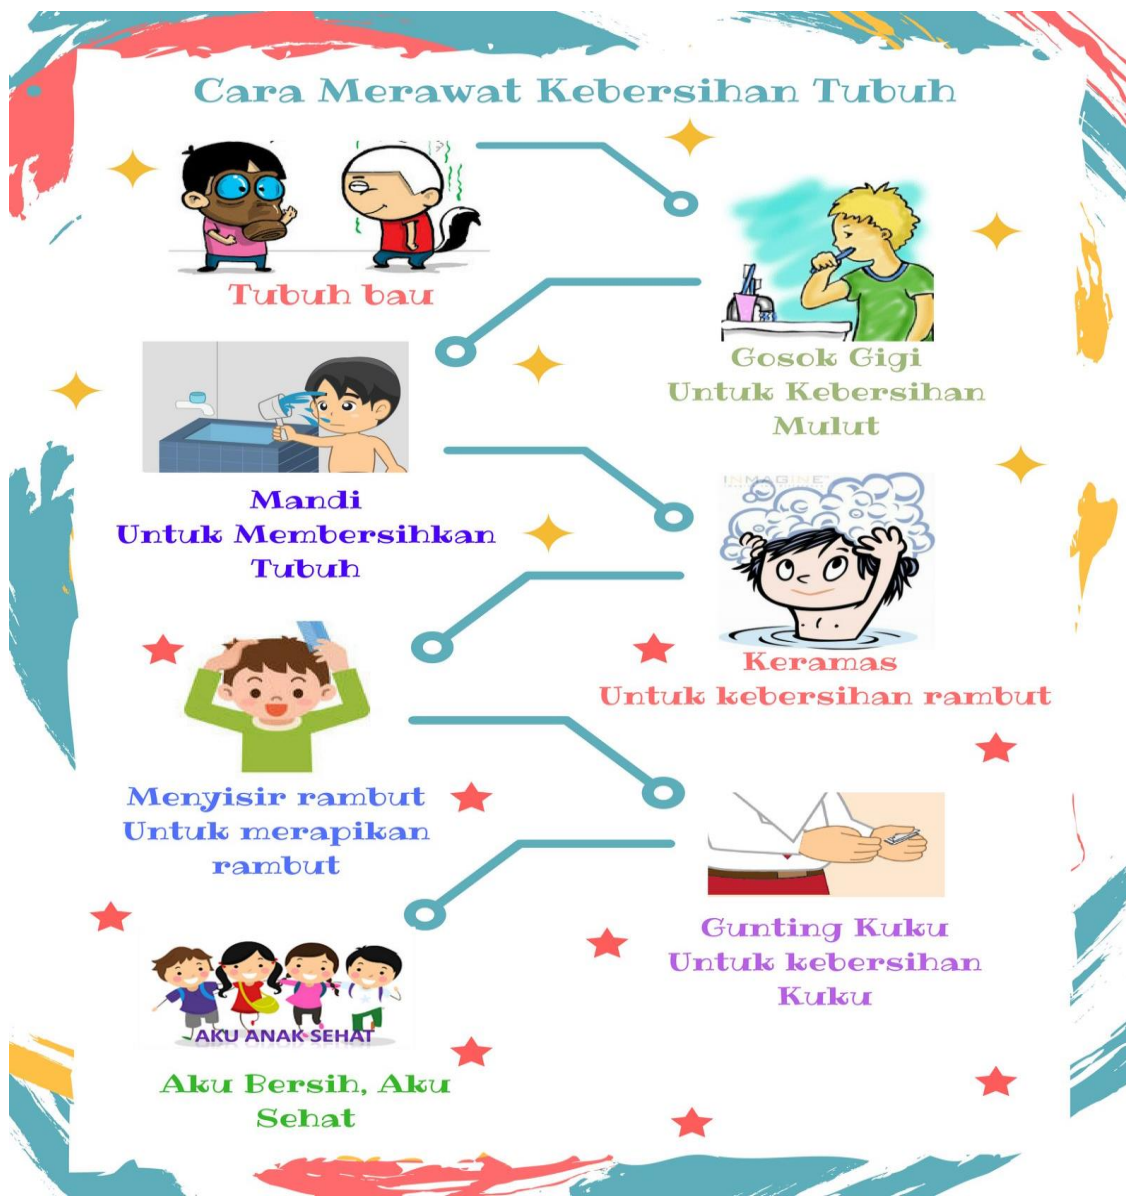 Cara Merawat Kebersihan Tubuh
Tubuh bau
Gosok Gigi
Untuk Kebersihan
Mulut
Mandi
Untuk Membersihkan
Tubuh
INMAGINE
Keramas
Untuk kebersihan rambut
Menyisir rambut
Untuk merapikan
rambut
Gunting Kuku
Untuk kebersihan
Kuku
AKU ANAK SEHAT
Aku Bersih, Aku
Sehat